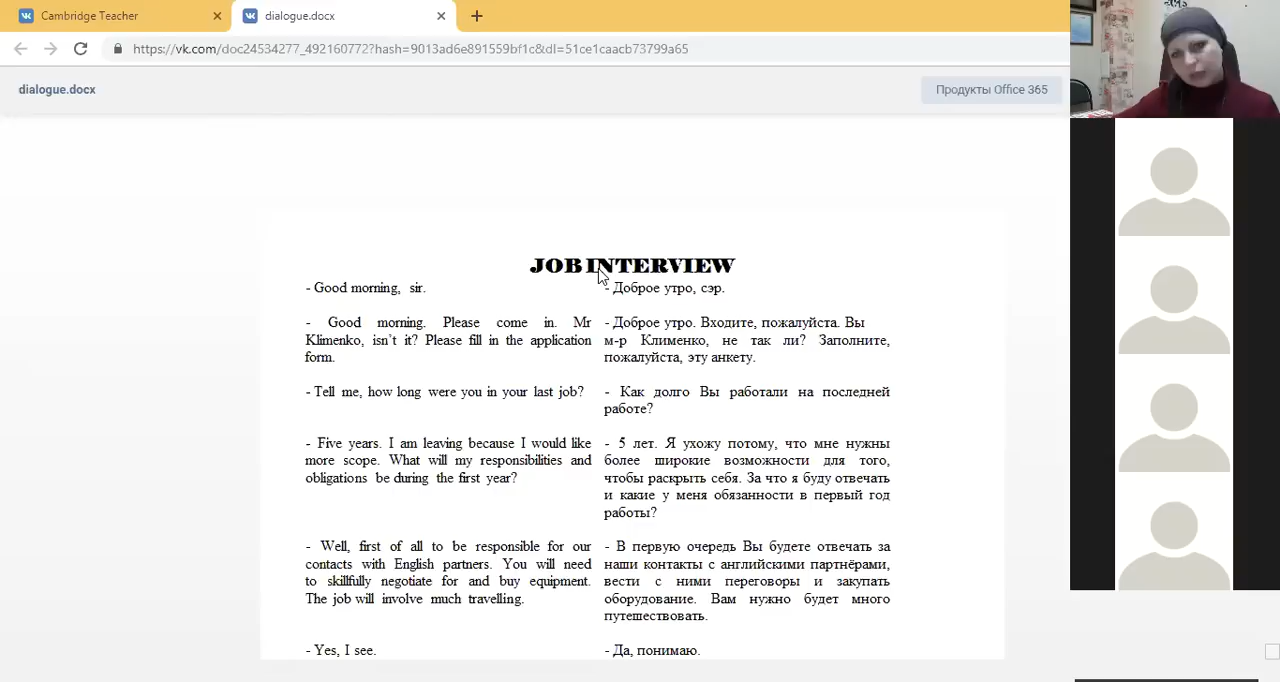 Cambridge Teacher
dialogue.docx
https://vk.com/doc24534277_492160772?hash=9013ad6e891559bf1c&dl=51ce1caacb73799a65
dialogue.docx
Продукты Office 365
JOB INTERVIEW
- Good morning, sir.
- Good morning. Please come in. Mr
Klimenko, isn't it? Please fill in the application
form.
- Tell me, how long were you in your last job?
- Five years. I am leaving because I would like
more scope. What will my responsibilities and
obligations be during the first year?
- Well, first of all to be responsible for our
contacts with English partners. You will need
to skillfully negotiate for and buy equipment.
The job will involve much travelling.
- Yes, I see.
- Доброе утро, сэр.
- Доброе утро. Входите, пожалуйста. Вы
м-р Клименко, не так ли? Заполните,
пожалуйста, эту анкету.
- Как долго Вы работали на последней
работе?
- 5 лет. Я ухожу потому, что мне нужны
более широкие возможности для того,
чтобы раскрыть себя. За что я буду отвечать
и какие у меня обязанности в первый год
работы?
- В первую очередь Вы будете отвечать за
наши контакты с английскими партнёрами,
вести с ними переговоры и закупать
оборудование. Вам нужно будет много
путешествовать.
- Да, понимаю.